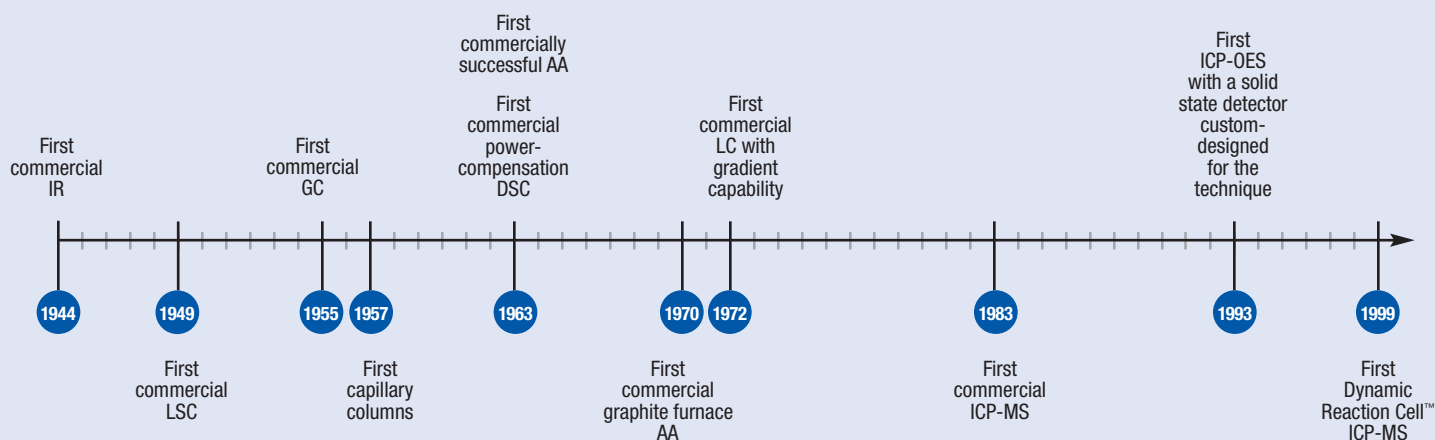 First
commercial
IR
First
commercial
GC
First
commercially
successful AA
First
commercial
power-
compensation
DSC
First
commercial
LC with
gradient
capability
First
ICP-OES
with a solid
state detector
custom-
designed
for the
technique
1944
1949
1955
1957
1963
1970
1972
1983
1993
1999
First
commercial
LSC
First
capillary
columns
First
commercial
graphite furnace
AA
First
commercial
ICP-MS
First
Dynamic
Reaction Cell™
ICP-MS